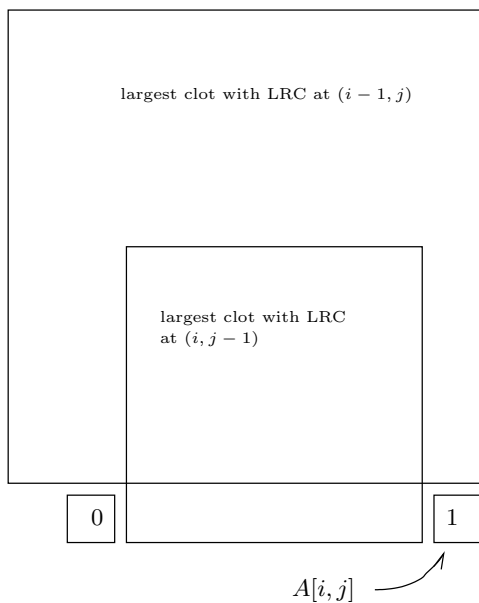 largest clot with LRC at (i − 1, j)
largest clot with LRC
at (i, j − 1)
0
1
A[i, j]